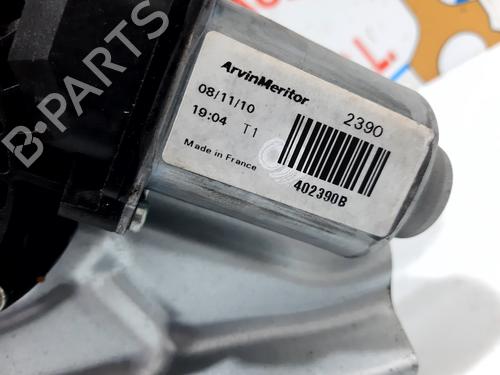 B-PARTS
ArvinMeritor
08/11/10
2390
19:04 T1
Made in France
402390B